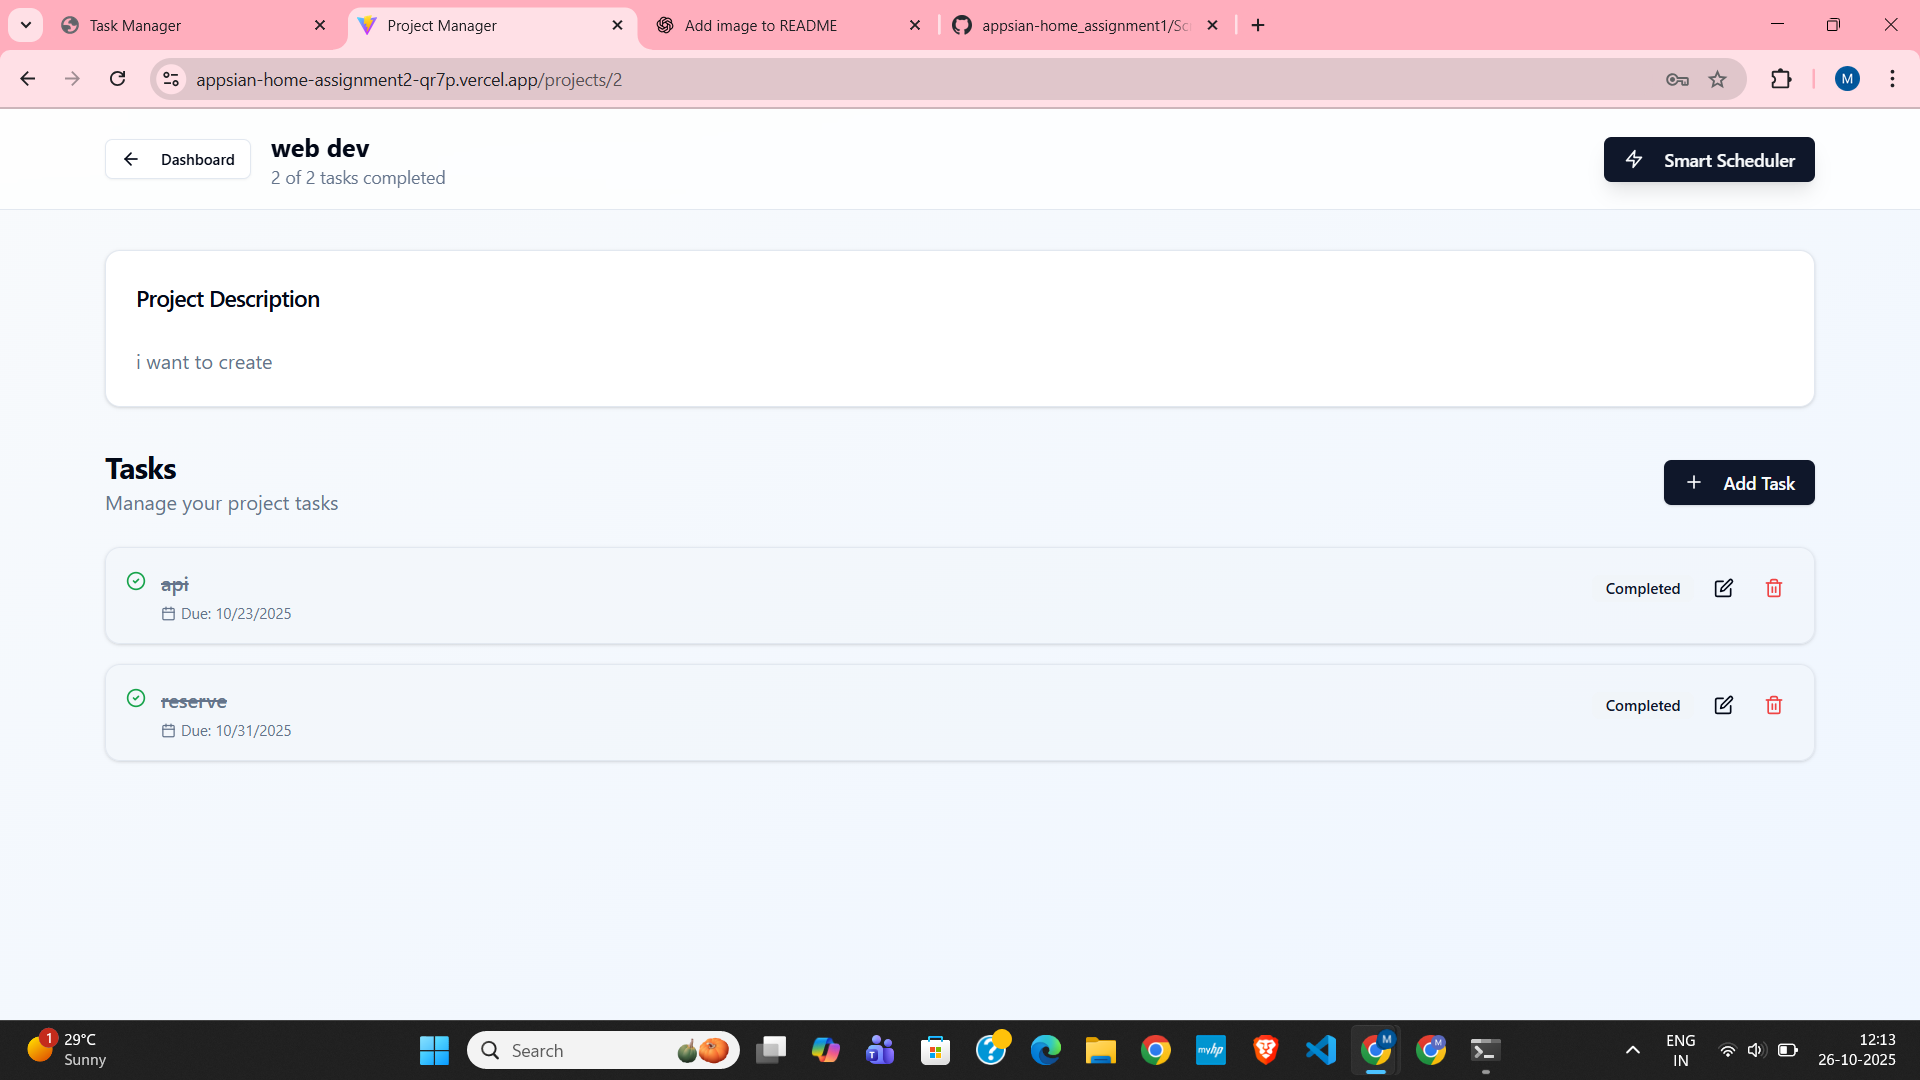 Task Manager
Project Manager
Add image to README
appsian-home_assignment1/Sc
appsian-home-assignment2-qr7p.vercel.app/projects/2
M
Dashboard
web dev
2 of 2 tasks completed
Smart Scheduler
Project Description
i want to create
Tasks
Manage your project tasks
Add Task
api
Due: 10/23/2025
Completed
reserve
Due: 10/31/2025
Completed
1
29°C
Sunny
Search
myhp
M
M
ENG
IN
12:13
26-10-2025